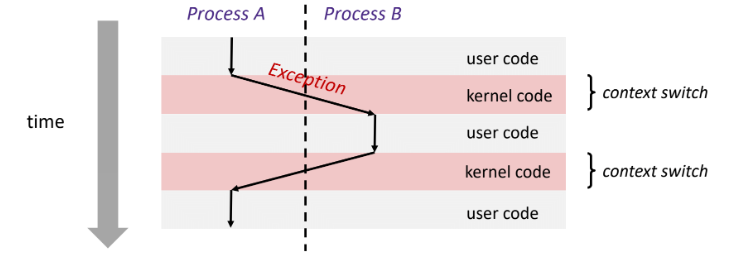 Process A
Process B
user code
Exception
kernel code
context switch
time
user code
kernel code
context switch
user code